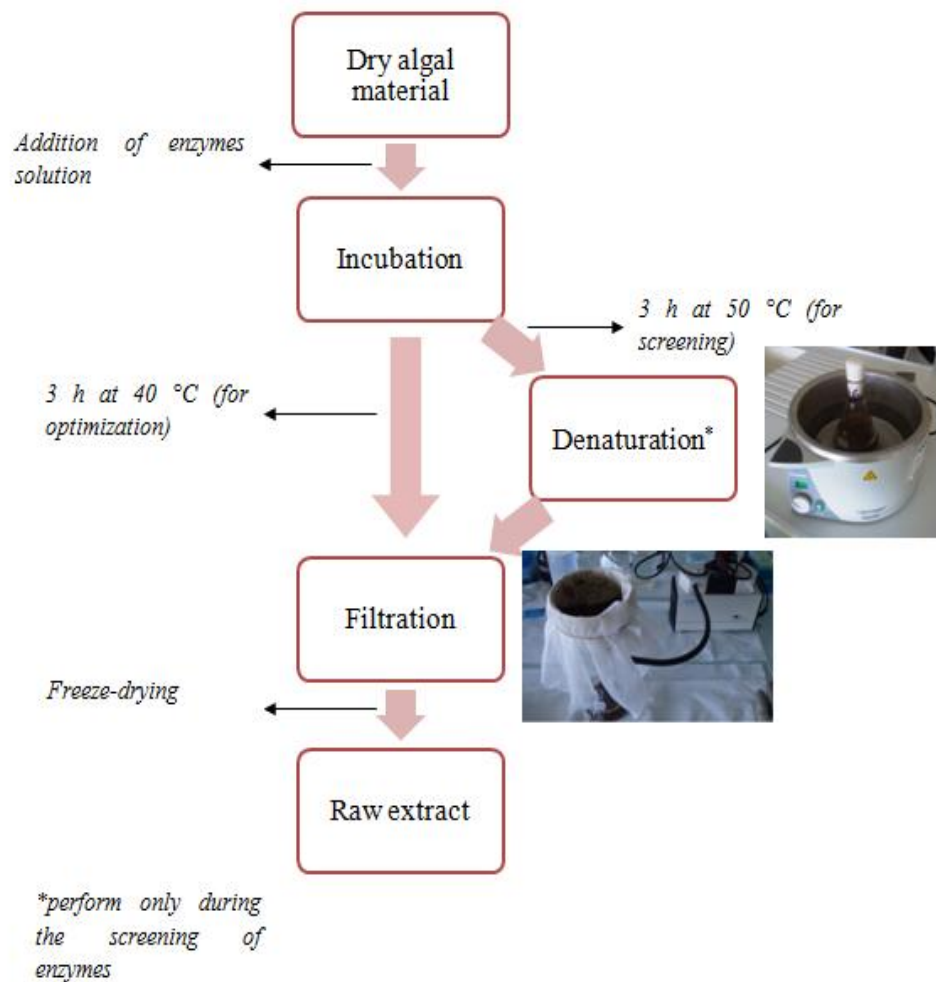 Dry algal
material
Addition of enzymes
solution
Incubation
3 h at 50 °C (for
screening)
3 h at 40 °C (for
optimization)
Denaturation*
Filtration
Freeze-drying
Raw extract
*perform only during
the screening of
enzymes